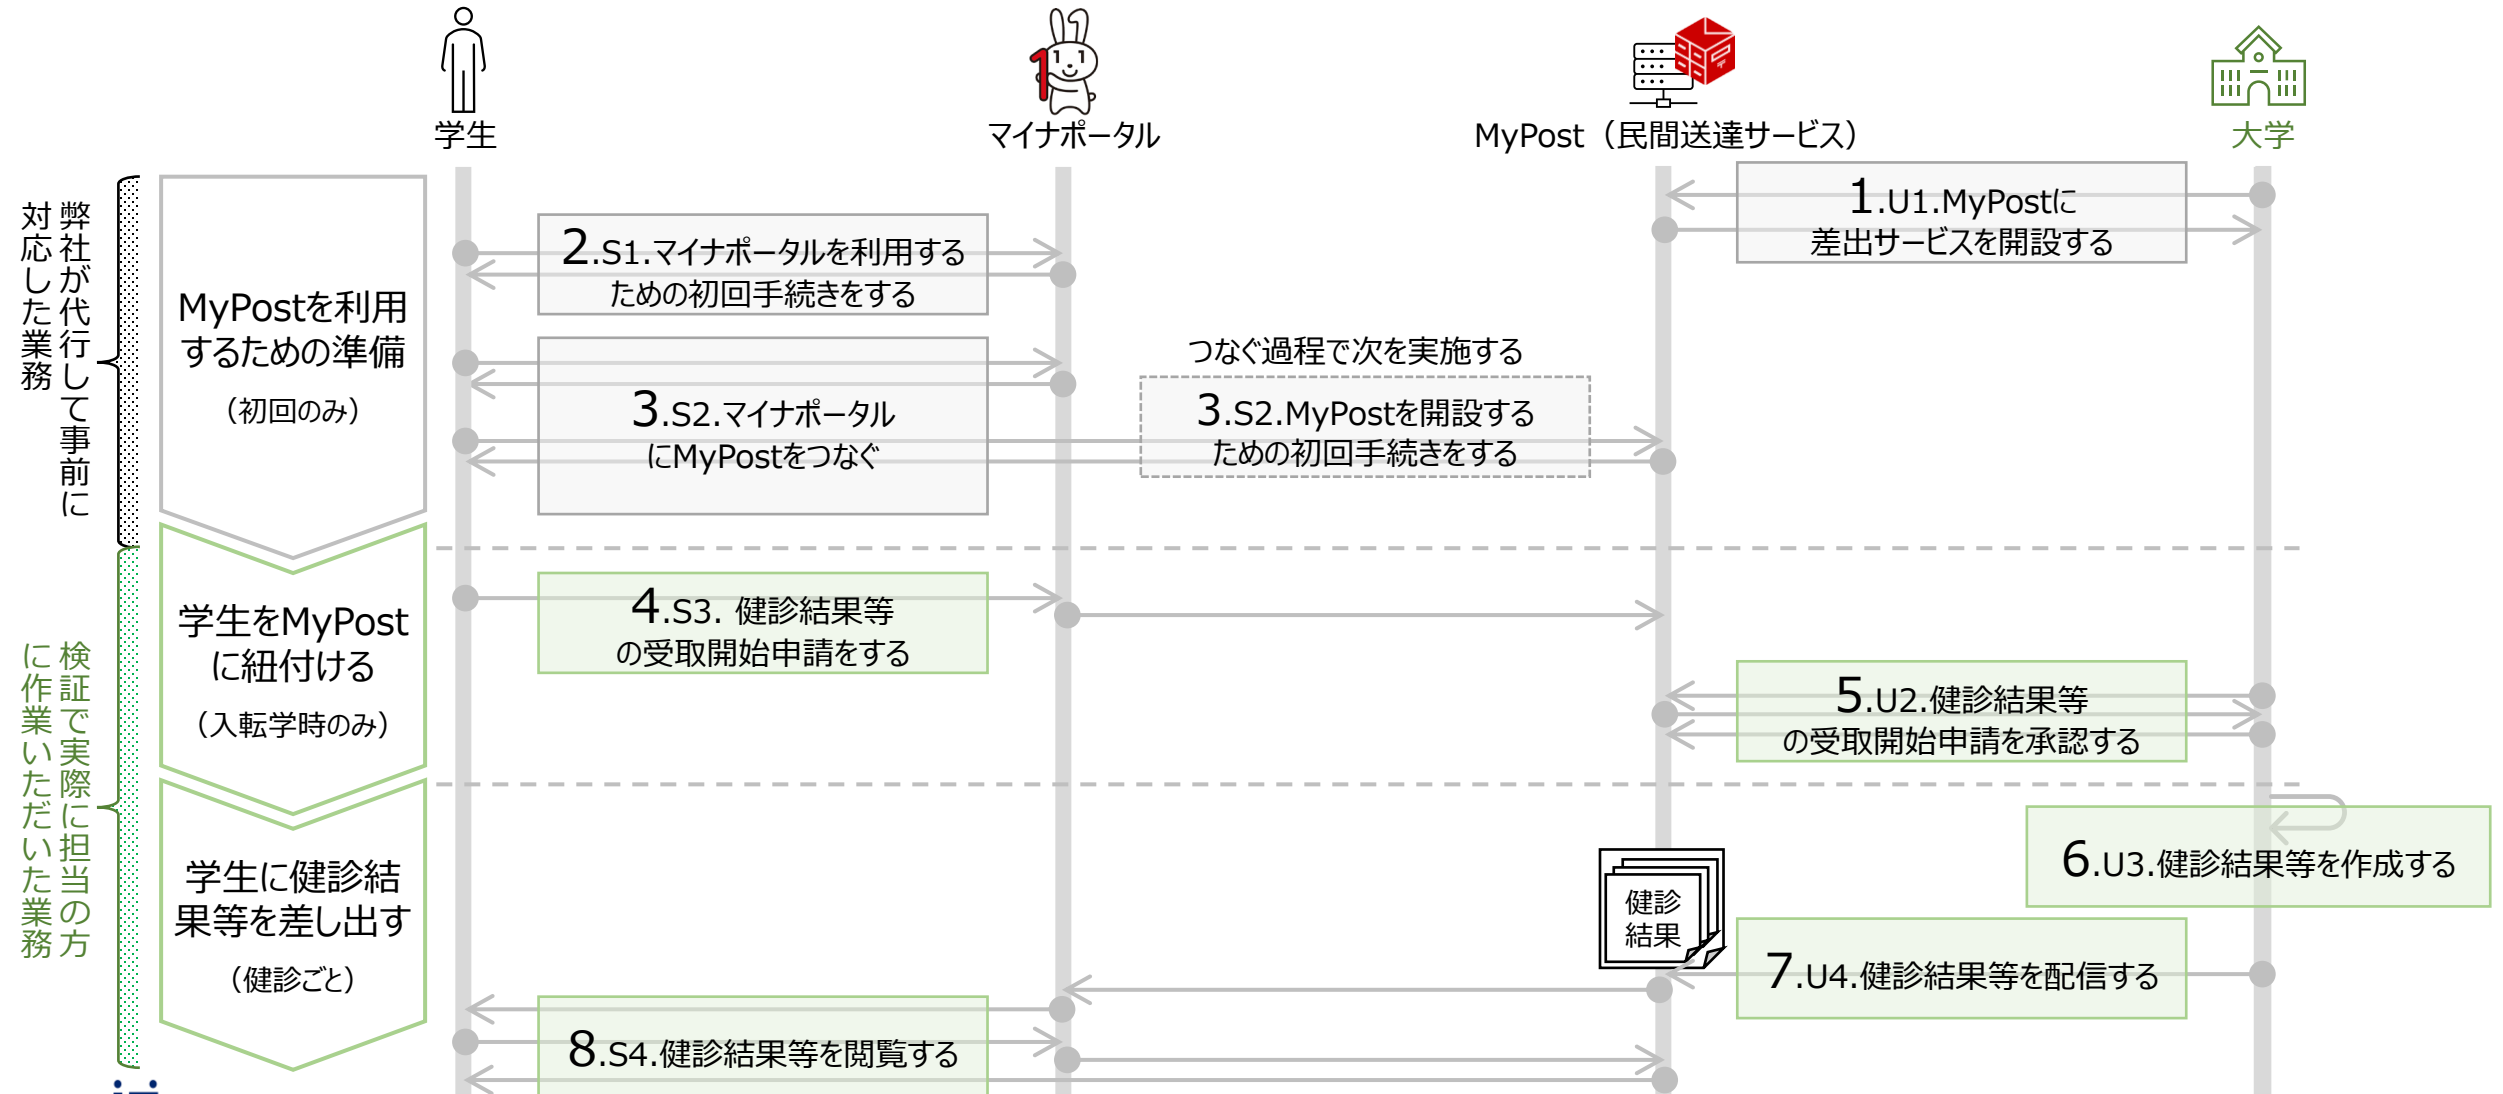 学生
マイナポータル
MyPost（民間送達サービス）
大学
弊社が代行して事前に
対応した業務
MyPostを利用
するための準備
（初回のみ）
1.U1.MyPostに
差出サービスを開設する
2.S1.マイナポータルを利用する
ための初回手続きをする
3.S2.マイナポータル
にMyPostをつなぐ
つなぐ過程で次を実施する
3.S2.MyPostを開設する
ための初回手続きをする
検証で実際に担当の方
に作業いただいた業務
学生をMyPost
に紐付ける
（入転学時のみ）
4.S3. 健診結果等
の受取開始申請をする
5.U2.健診結果等
の受取開始申請を承認する
学生に健診結
果等を差し出す
（健診ごと）
6.U3.健診結果等を作成する
健診
結果
7.U4.健診結果等を配信する
8.S4.健診結果等を閲覧する